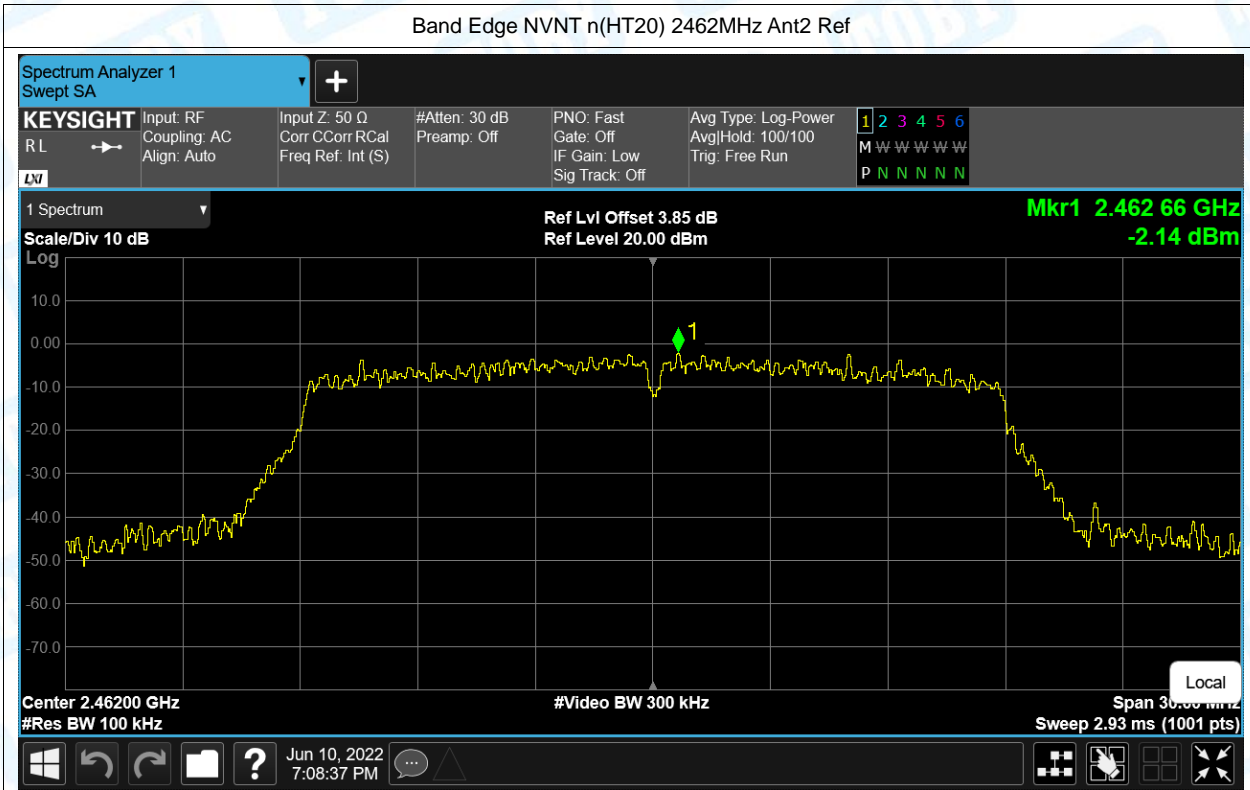 Band Edge NVNT n(HT20) 2462MHz Ant2 Ref
Spectrum Analyzer 1
Swept SA
KEYSIGHT
R L
LXI
Input: RF
Coupling: AC
Align: Auto
Input Z: 50 Ω
Corr CCorr RCal
Freq Ref: Int (S)
#Atten: 30 dB
Preamp: Off
PNO: Fast
Gate: Off
IF Gain: Low
Sig Track: Off
Avg Type: Log-Power
Avg|Hold: 100/100
Trig: Free Run
1 2 3 4 5 6
M W W W W W
P N N N N N
1 Spectrum
Scale/Div 10 dB
Ref Lvl Offset 3.85 dB
Ref Level 20.00 dBm
Mkr1 2.462 66 GHz
-2.14 dBm
Log
10.0
0.00
-10.0
-20.0
-30.0
-40.0
-50.0
-60.0
-70.0
1
Center 2.46200 GHz
#Res BW 100 kHz
#Video BW 300 kHz
Span 30.00 MHz
Sweep 2.93 ms (1001 pts)
Local
?
Jun 10, 2022
7:08:37 PM